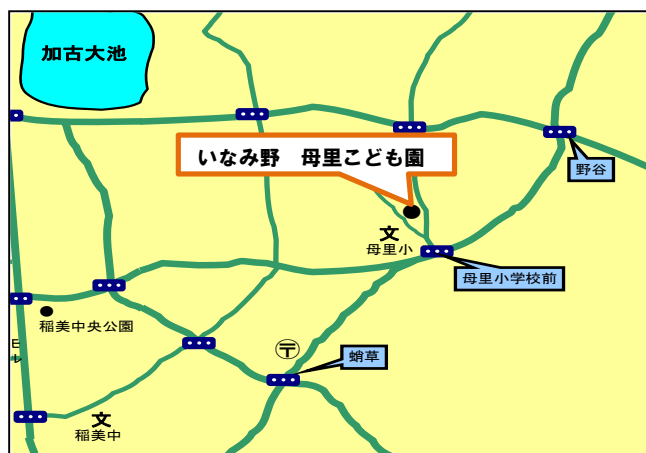 加古大池
いなみ野　母里こども園
野谷
文
母里小
母里小学校前
稲美中央公園
〒
蛸草
文
稲美中